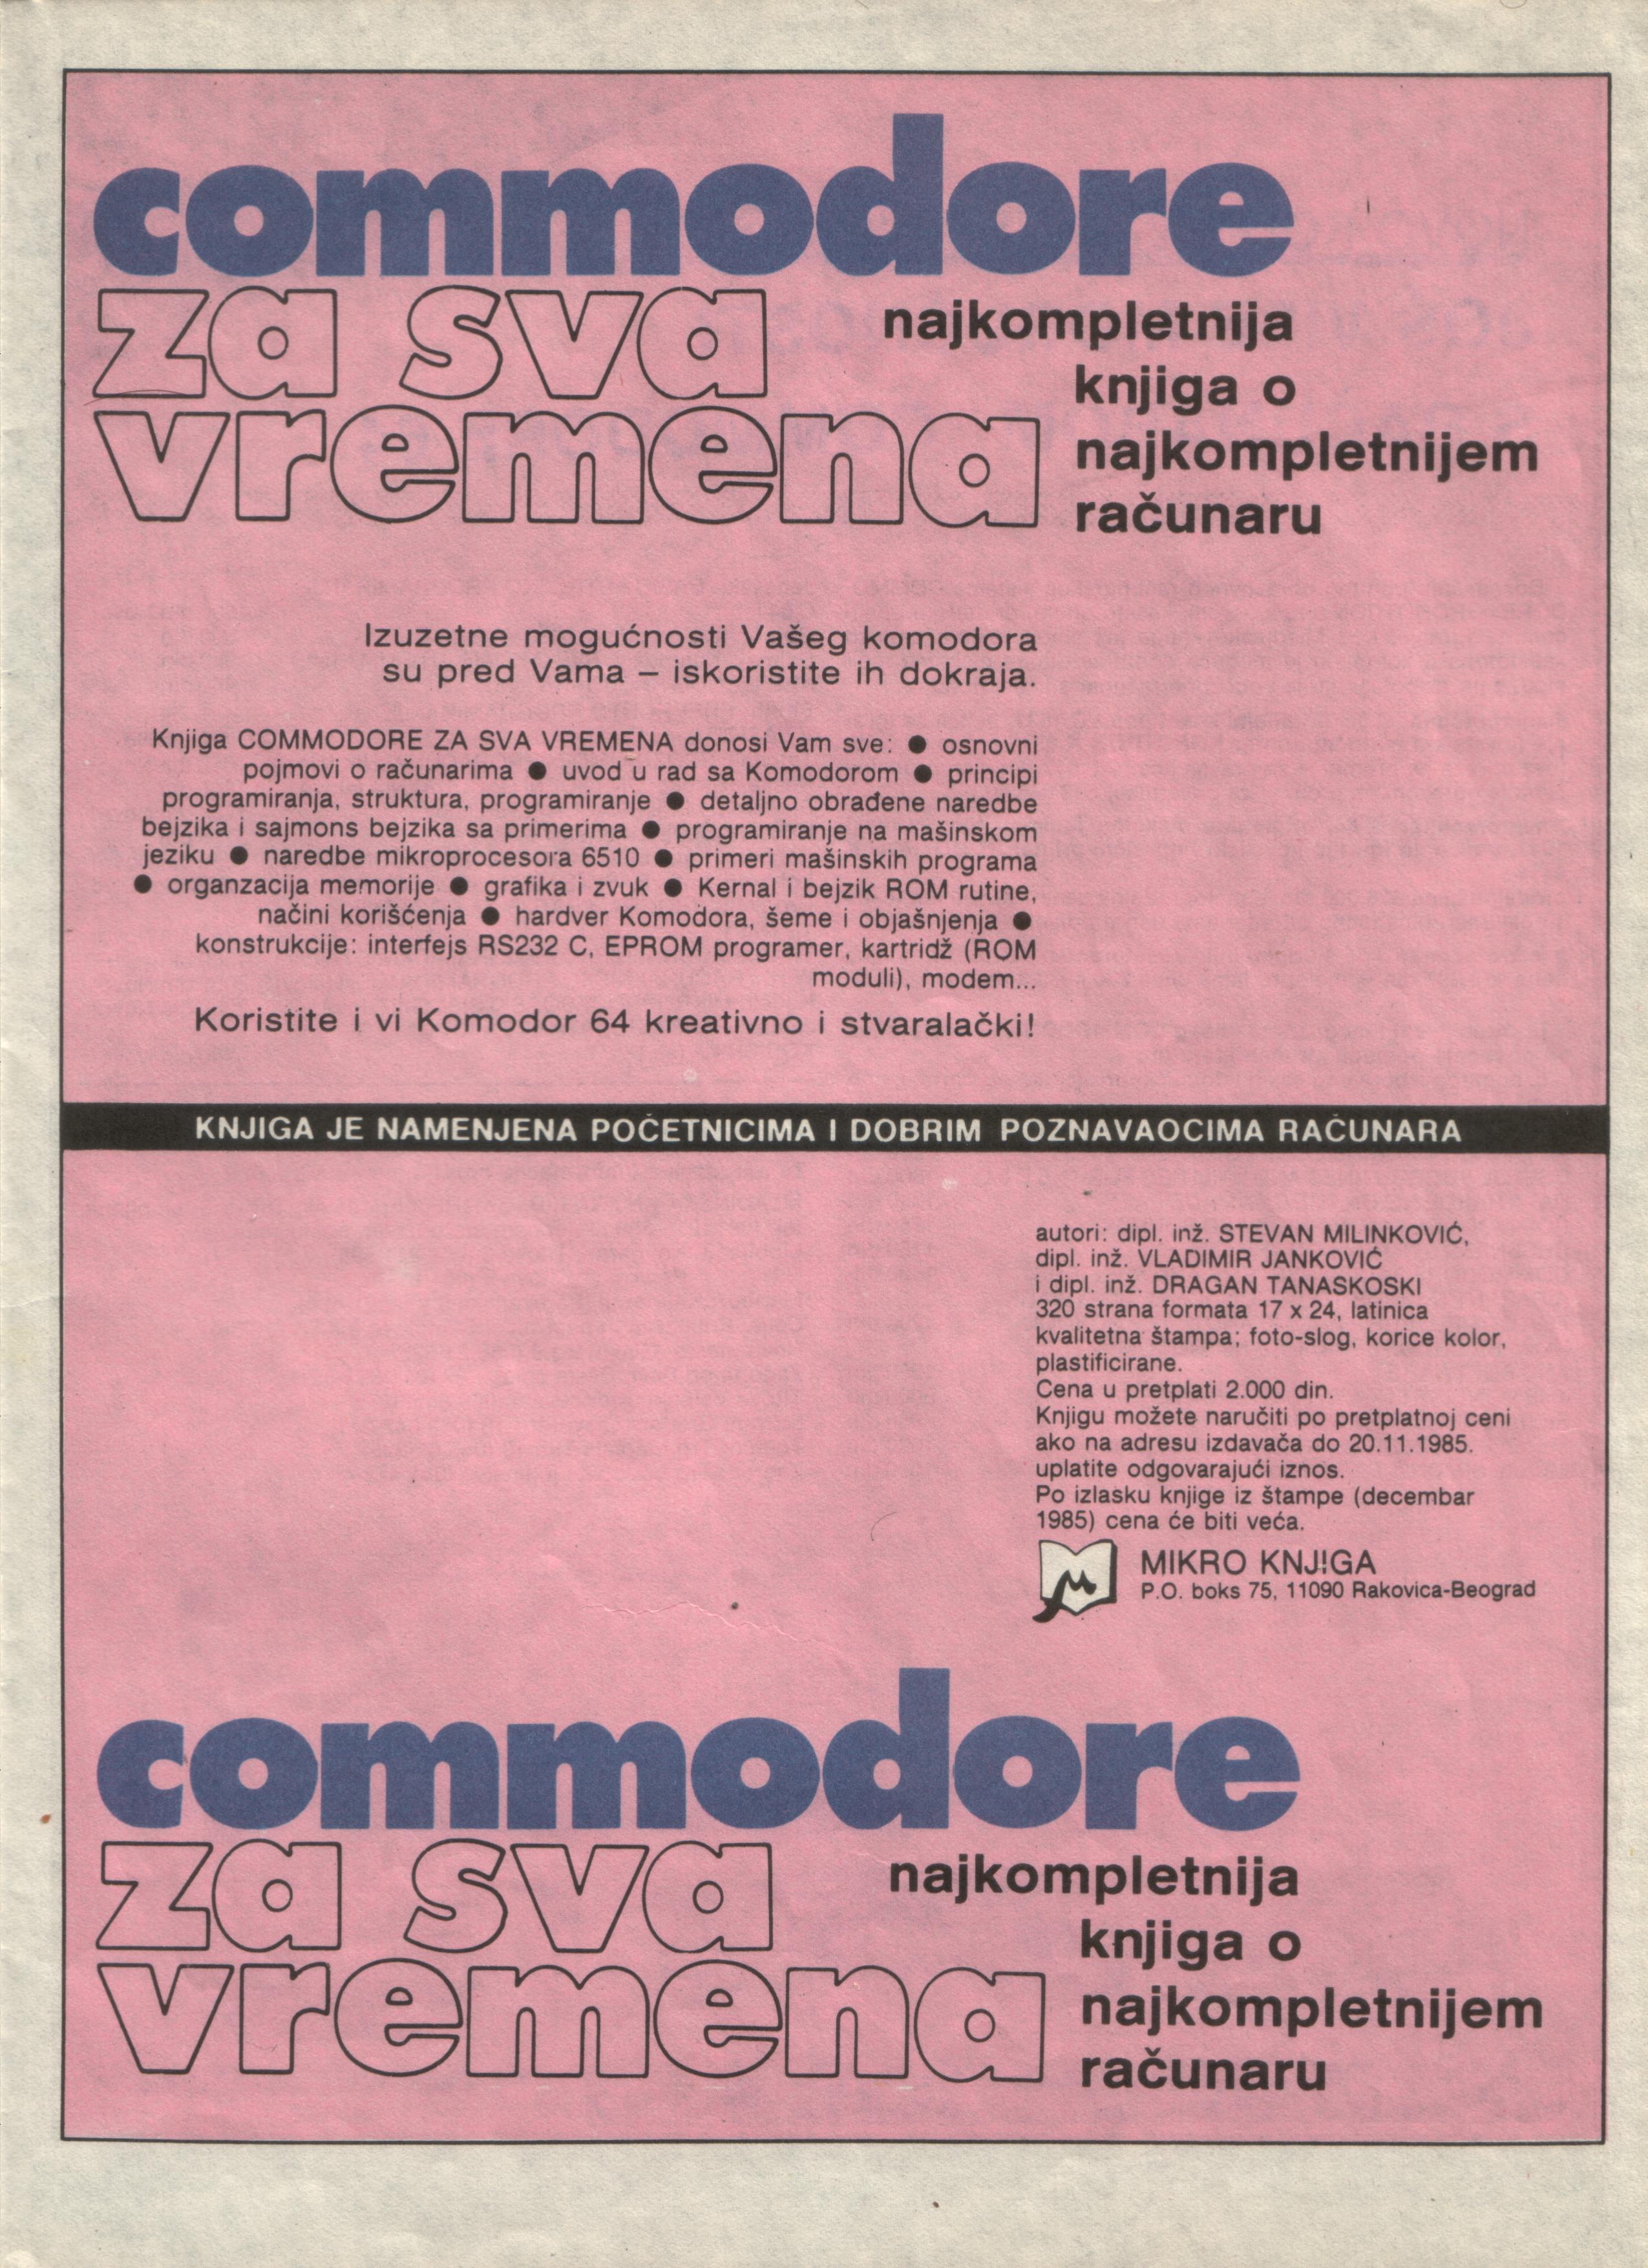 commodore
za sva
vremena
najkompletnija
knjiga o
najkompletnijem
računaru
Izuzetne mogućnosti Vašeg komodora
su pred Vama – iskoristite ih dokraja.
Knjiga COMMODORE ZA SVA VREMENA donosi Vam sve: ● osnovni
pojmovi o računarima ● uvod u rad sa Komodorom ● principi
programiranja, struktura, programiranje ● detaljno obrađene naredbe
bejzika i sajmons bejzika sa primerima ● programiranje na mašinskom
jeziku ● naredbe mikroprocesora 6510 ● primeri mašinskih programa
● organzacija memorije ● grafika i zvuk ● Kernal i bejzik ROM rutine,
načini korišćenja ● hardver Komodora, šeme i objašnjenja ●
konstrukcije: interfejs RS232 C, EPROM programer, kartridž (ROM
moduli), modem...
Koristite i vi Komodor 64 kreativno i stvaralački!
KNJIGA JE NAMENJENA POČETNICIMA I DOBRIM POZNAVAOCIMA RAČUNARA
autori: dipl. inž. STEVAN MILINKOVIĆ,
dipl. inž. VLADIMIR JANKOVIĆ
i dipl. inž. DRAGAN TANASKOSKI
320 strana formata 17 x 24, latinica
kvalitetna štampa; foto-slog, korice kolor,
plastificirane.
Cena u pretplati 2.000 din.
Knjigu možete naručiti po pretplatnoj ceni
ako na adresu izdavača do 20.11.1985.
uplatite odgovarajući iznos.
Po izlasku knjige iz štampe (decembar
1985) cena će biti veća.
MIKRO KNJIGA
P.O. boks 75, 11090 Rakovica-Beograd
commodore
za sva
vremena
najkompletnija
knjiga o
najkompletnijem
računaru